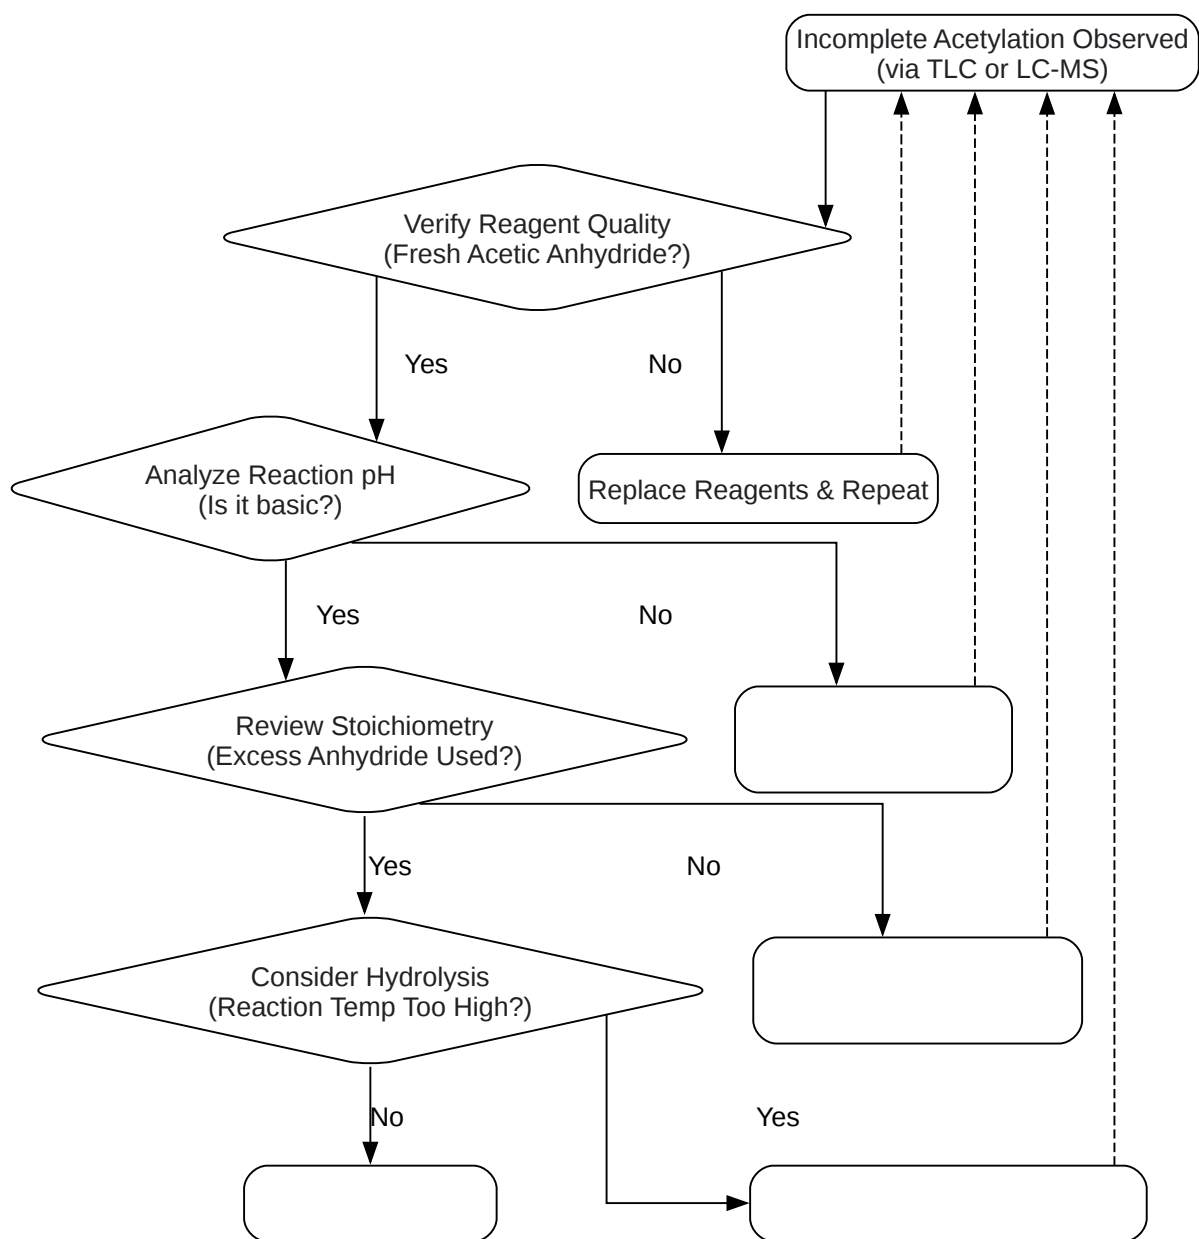 Incomplete Acetylation Observed
(via TLC or LC-MS)
Verify Reagent Quality
(Fresh Acetic Anhydride?)
Yes
No
Analyze Reaction pH
(Is it basic?)
Replace Reagents & Repeat
Yes
No
Review Stoichiometry
(Excess Anhydride Used?)
Yes
No
Consider Hydrolysis
(Reaction Temp Too High?)
No
Yes